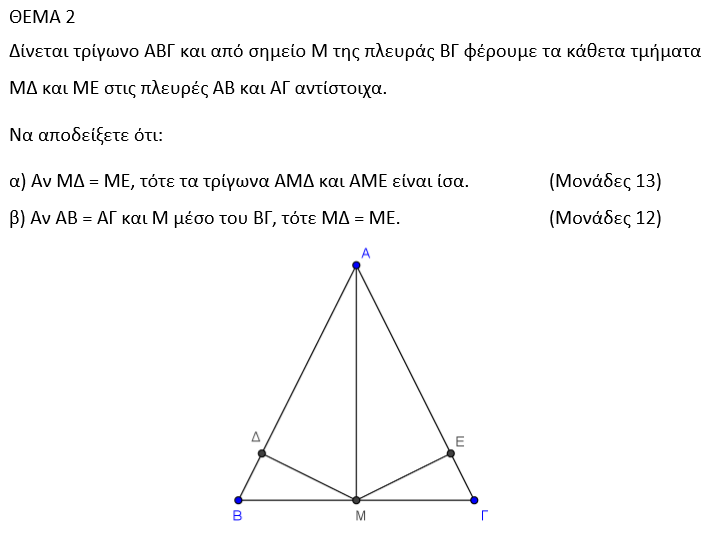 ΘΕΜΑ 2
Δίνεται τρίγωνο ΑΒΓ και από σημείο Μ της πλευράς ΒΓ φέρουμε τα κάθετα τμήματα
ΜΔ και ΜΕ στις πλευρές ΑΒ και ΑΓ αντίστοιχα.
Να αποδείξετε ότι:
α) Αν ΜΔ = ΜΕ, τότε τα τρίγωνα ΑΜΔ και ΑΜΕ είναι ίσα. (Μονάδες 13)
β) Αν ΑΒ = ΑΓ και Μ μέσο του ΒΓ, τότε ΜΔ = ΜΕ. (Μονάδες 12)
Α
Δ Ε
Β Μ Γ